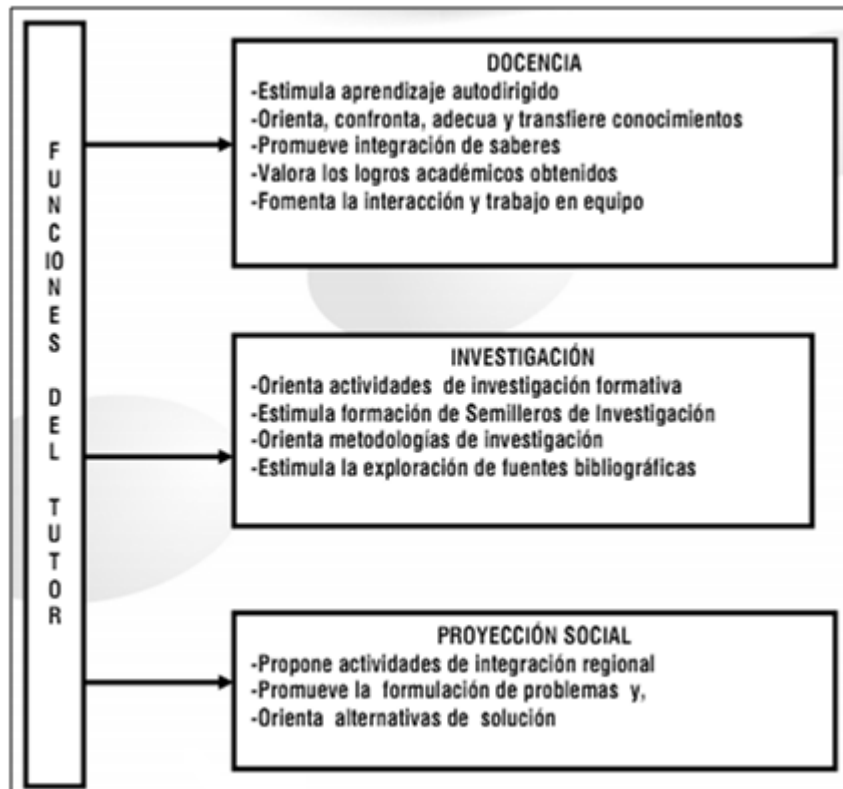 FUNCIONES DEL TUTOR
DOCENCIA
-Estimula aprendizaje autodirigido
-Orienta, confronta, adecua y transfiere conocimientos
-Promueve integración de saberes
-Valora los logros académicos obtenidos
-Fomenta la interacción y trabajo en equipo
INVESTIGACIÓN
-Orienta actividades de investigación formativa
-Estimula formación de Semilleros de Investigación
-Orienta metodologías de investigación
-Estimula la exploración de fuentes bibliográficas
PROYECCIÓN SOCIAL
-Propone actividades de integración regional
-Promueve la formulación de problemas y,
-Orienta alternativas de solución